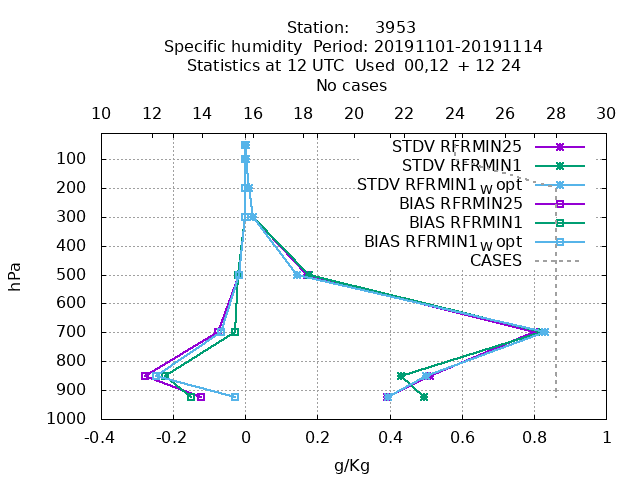 Station: 3953
Specific humidity Period: 20191101-20191114
Statistics at 12 UTC Used 00,12 + 12 24
No cases
10 12 14 16 18 20 22 24 26 28 30
STDV RFRMIN25
STDV RFRMIN1
STDV RFRMIN1w opt
BIAS RFRMIN25
BIAS RFRMIN1
BIAS RFRMIN1w opt
CASES
100
200
300
400
500
600
700
800
900
1000
hPa
-0.4 -0.2 0 0.2 0.4 0.6 0.8 1
g/Kg